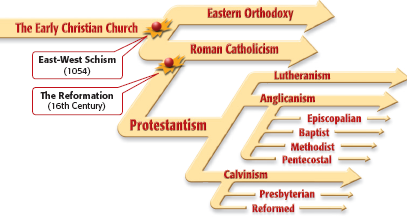 Eastern Orthodoxy
The Early Christian Church
East-West Schism
(1054)
Roman Catholicism
The Reformation
(16th Century)
Lutheranism
Anglicanism
Episcopalian
Protestantism
Baptist
Methodist
Pentecostal
Calvinism
Presbyterian
Reformed